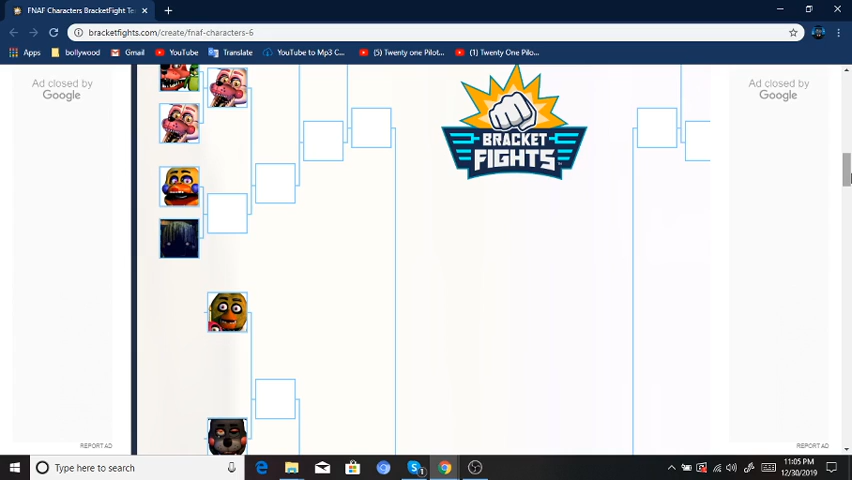 FNAF Characters BracketFight Te
bracketfights.com/create/fnaf-characters-6
Apps bollywood Gmail YouTube Translate YouTube to Mp3 C... (5) Twenty one Pilot... (1) Twenty One Pilo...
Ad closed by
Google
Ad closed by
Google
BRACKET
FIGHTS
REPORT AD
REPORT AD
Type here to search
1
11:05 PM
12/30/2019